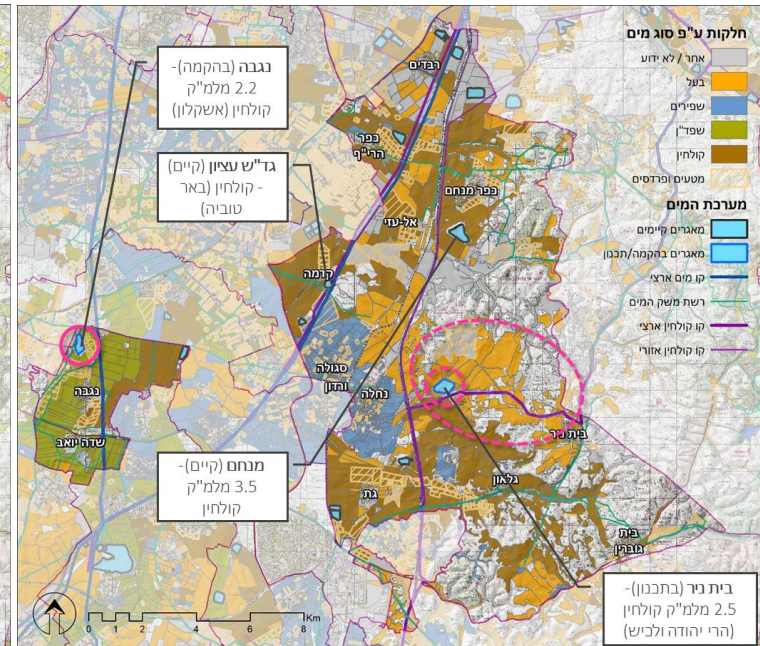 חלקות ע"פ סוג מים
אחר / לא ידוע
בעל
שפירים
שפד"ן
קולחין
מטעים ופרדסים
מערכת המים
מאגרים קיימים
מאגרים בהקמה/תכנון
קו מים ארצי
רשת משק המים
קו קולחין ארצי
קו קולחין אזורי
נגבה (בהקמה)-
2.2 מלמ"ק
קולחין (אשקלון)
גד"ש עציון (קיים)
- קולחין (באר
טוביה)
מנחם (קיים)-
3.5 מלמ"ק
קולחין
בית ניר (בתכנון)-
2.5 מלמ"ק קולחין
(הרי יהודה ולכיש)
רבדים
כפר
הרי"ף
כפר מנחם
אל-עזי
קדמה
סגולה
ורדון
נחלה
נגבה
שדה יואב
בית ניר
גלאון
גת
בית
גוברין
0 2 4 8 Km